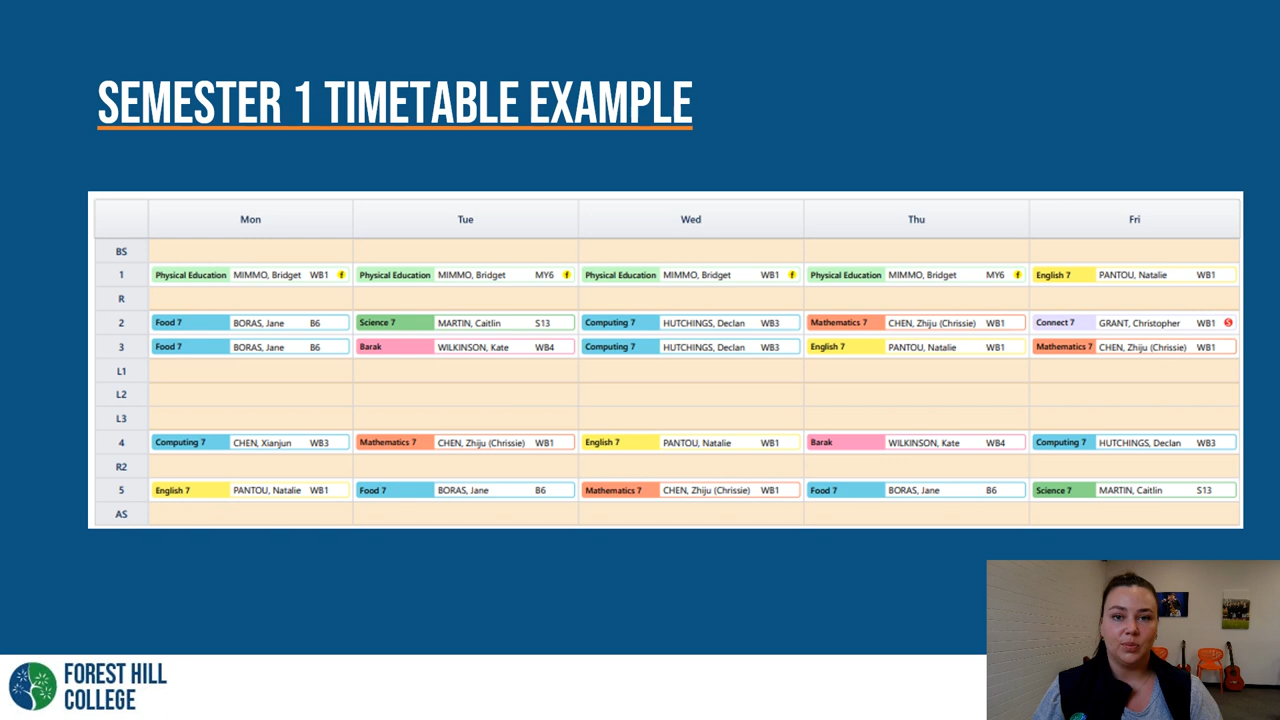 SEMESTER 1 TIMETABLE EXAMPLE
Mon Tue Wed Thu Fri
BS
1 Physical Education MIMMO, Bridget WB1 f Physical Education MIMMO, Bridget MY6 f Physical Education MIMMO, Bridget WB1 f Physical Education MIMMO, Bridget MY6 f English 7 PANTOU, Natalie WB1
R
2 Food 7 BORAS, Jane B6 Science 7 MARTIN, Caitlin S13 Computing 7 HUTCHINGS, Declan WB3 Mathematics 7 CHEN, Zhiju (Chrissie) WB1 Connect 7 GRANT, Christopher WB1 S
3 Food 7 BORAS, Jane B6 Barak WILKINSON, Kate WB4 Computing 7 HUTCHINGS, Declan WB3 English 7 PANTOU, Natalie WB1 Mathematics 7 CHEN, Zhiju (Chrissie) WB1
L1
L2
L3
4 Computing 7 CHEN, Xianjun WB3 Mathematics 7 CHEN, Zhiju (Chrissie) WB1 English 7 PANTOU, Natalie WB1 Barak WILKINSON, Kate WB4 Computing 7 HUTCHINGS, Declan WB3
R2
5 English 7 PANTOU, Natalie WB1 Food 7 BORAS, Jane B6 Mathematics 7 CHEN, Zhiju (Chrissie) WB1 Food 7 BORAS, Jane B6 Science 7 MARTIN, Caitlin S13
AS
FOREST HILL
COLLEGE